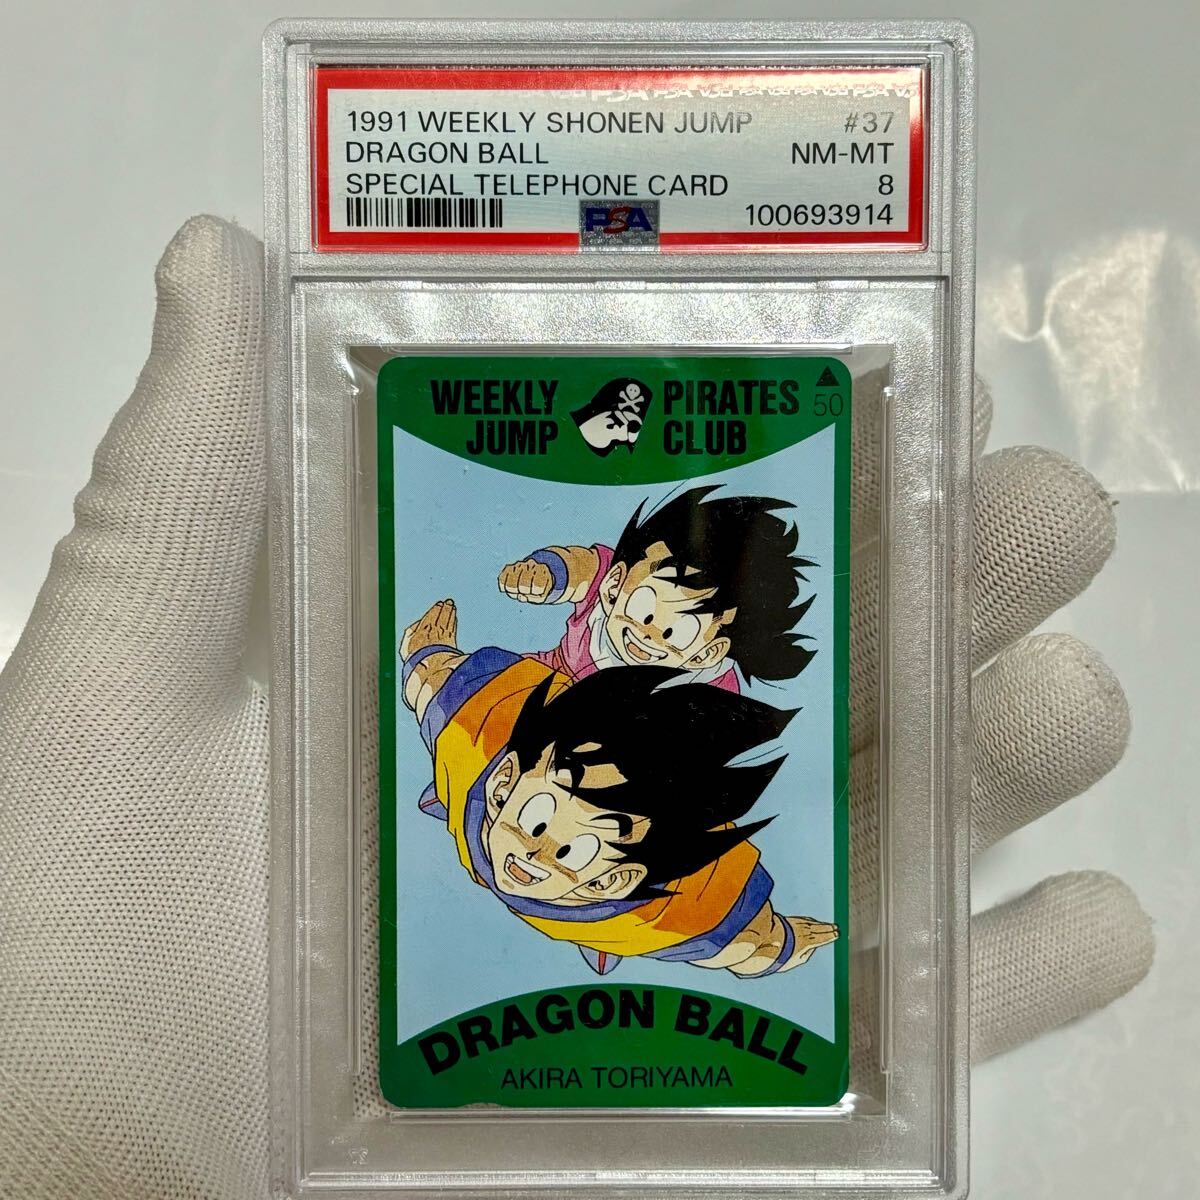 1991 WEEKLY SHONEN JUMP #37
DRAGON BALL NM-MT
SPECIAL TELEPHONE CARD 8
PSA 100693914
WEEKLY PIRATES
JUMP CLUB
50
DRAGON BALL
AKIRA TORIYAMA